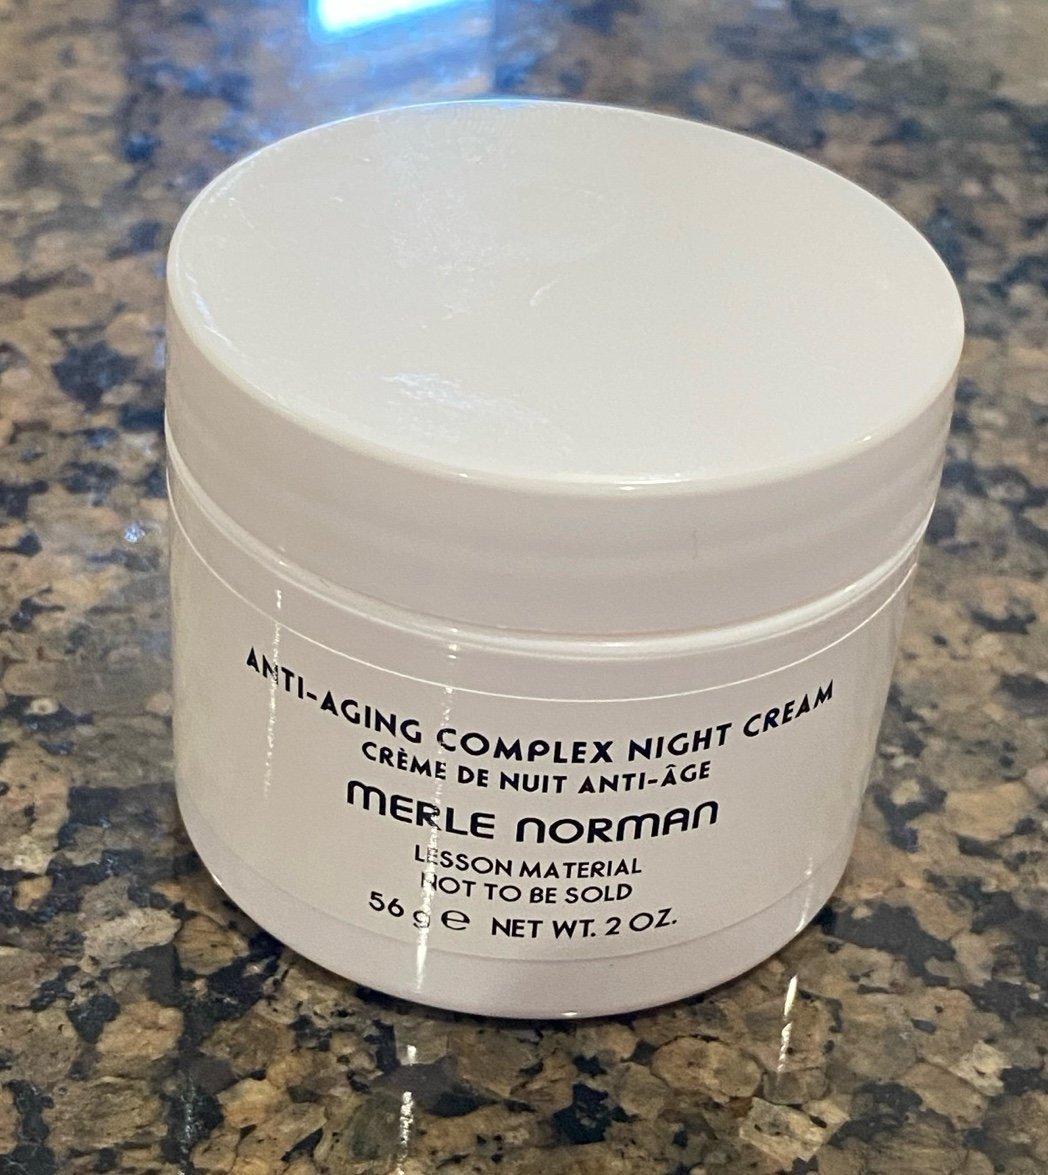 ANTI-AGING COMPLEX NIGHT CREAM
CRÈME DE NUIT ANTI-ÂGE
MERLE NORMAN
LESSON MATERIAL
NOT TO BE SOLD
56 g ℮ NET WT. 2 OZ.